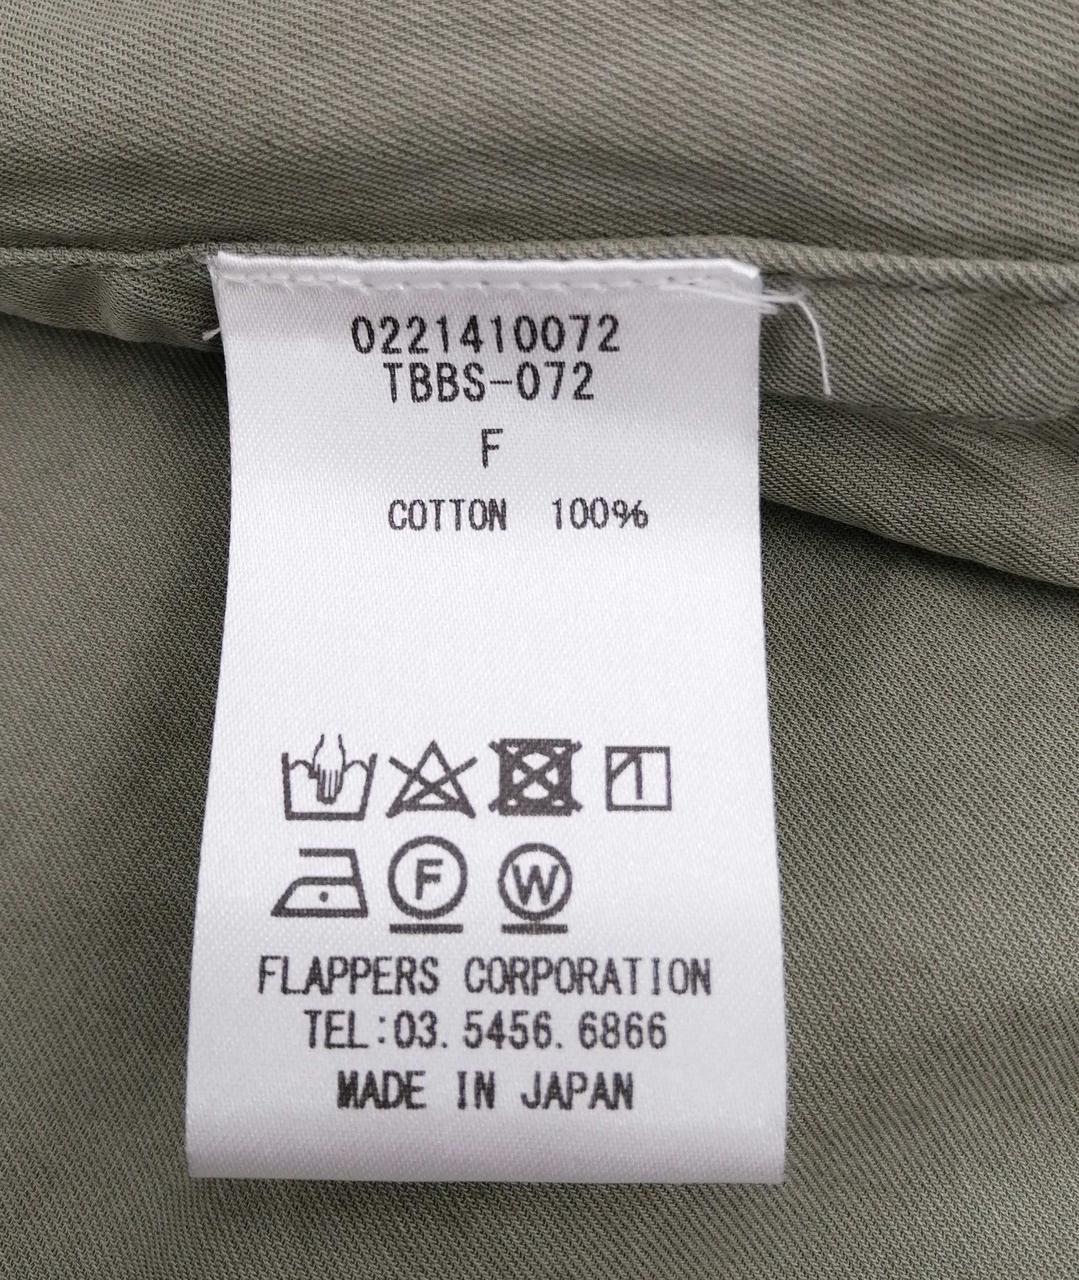 0221410072
TBBS-072
F
COTTON 100%
F W
FLAPPERS CORPORATION
TEL:03.5456.6866
MADE IN JAPAN